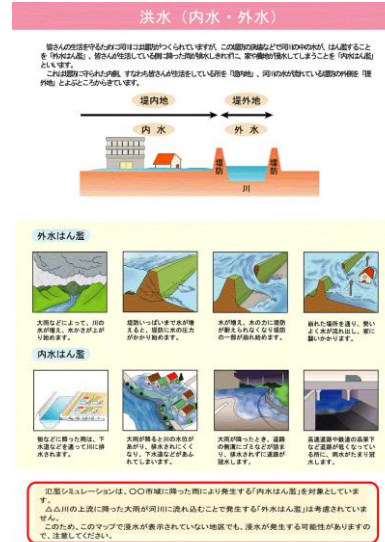 洪水（内水・外水）
皆さんの生活を守るために河川には堤防がつくられていますが、この堤防の決壊などで河川の中の水が、はん濫すること
を「外水はん濫」、皆さんが生活している側に降った雨が排水しきれずに、家や農地が浸水してしまうことを「内水はん濫」
といいます。
これは堤防に守られた内側、すなわち皆さんが生活している所を「堤内地」、河川の水が流れている堤防の外側を「堤
外地」とよぶところからきています。
堤内地 堤外地
内水 外水
堤防 堤防
川
外水はん濫
大雨などによって、川の
水が増え、水かさが上が
り始めます。
堤防いっぱいまで水が増
えると、堤防に水の圧力
がかかり始めます。
水が増え、水の力に堤防
が耐えられなくなり堤防
の一部が崩れ始めます。
崩れた場所を通り、勢い
よく水が流れ出し、家に
襲いかかります。
内水はん濫
街などに降った雨は、下
水道などを通って川に排
水されます。
大雨が降ると川の水位が
あがり、排水されにくく
なり、下水道などがあふ
れてしまいます。
大雨が降ったとき、道路
の側溝にゴミなどが詰ま
り、排水されずに道路が
冠水します。
高速道路や鉄道の高架下
など道路が低くなってい
る所に、雨水がたまり冠
水します。
氾濫シミュレーションは、〇〇市域に降った雨により発生する「内水はん濫」を対象としていま
す。
△△川の上流に降った大雨が河川に流れ込むことで発生する「外水はん濫」は考慮されていま
せん。
このため、このマップで浸水が表示されていない地区でも、浸水が発生する可能性がありますの
で、注意してください。